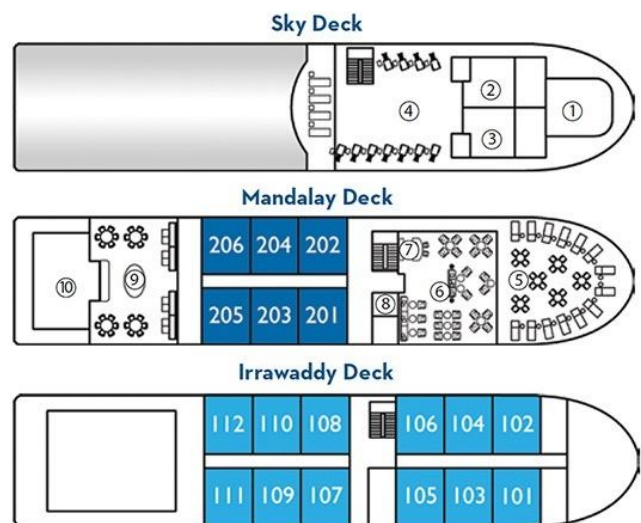 Sky Deck
② ①
④
③
Mandalay Deck
206 204 202
⑦
⑩ ⑨ ⑥ ⑤
⑧
205 203 201
Irrawaddy Deck
112 110 108 106 104 102
111 109 107 105 103 101